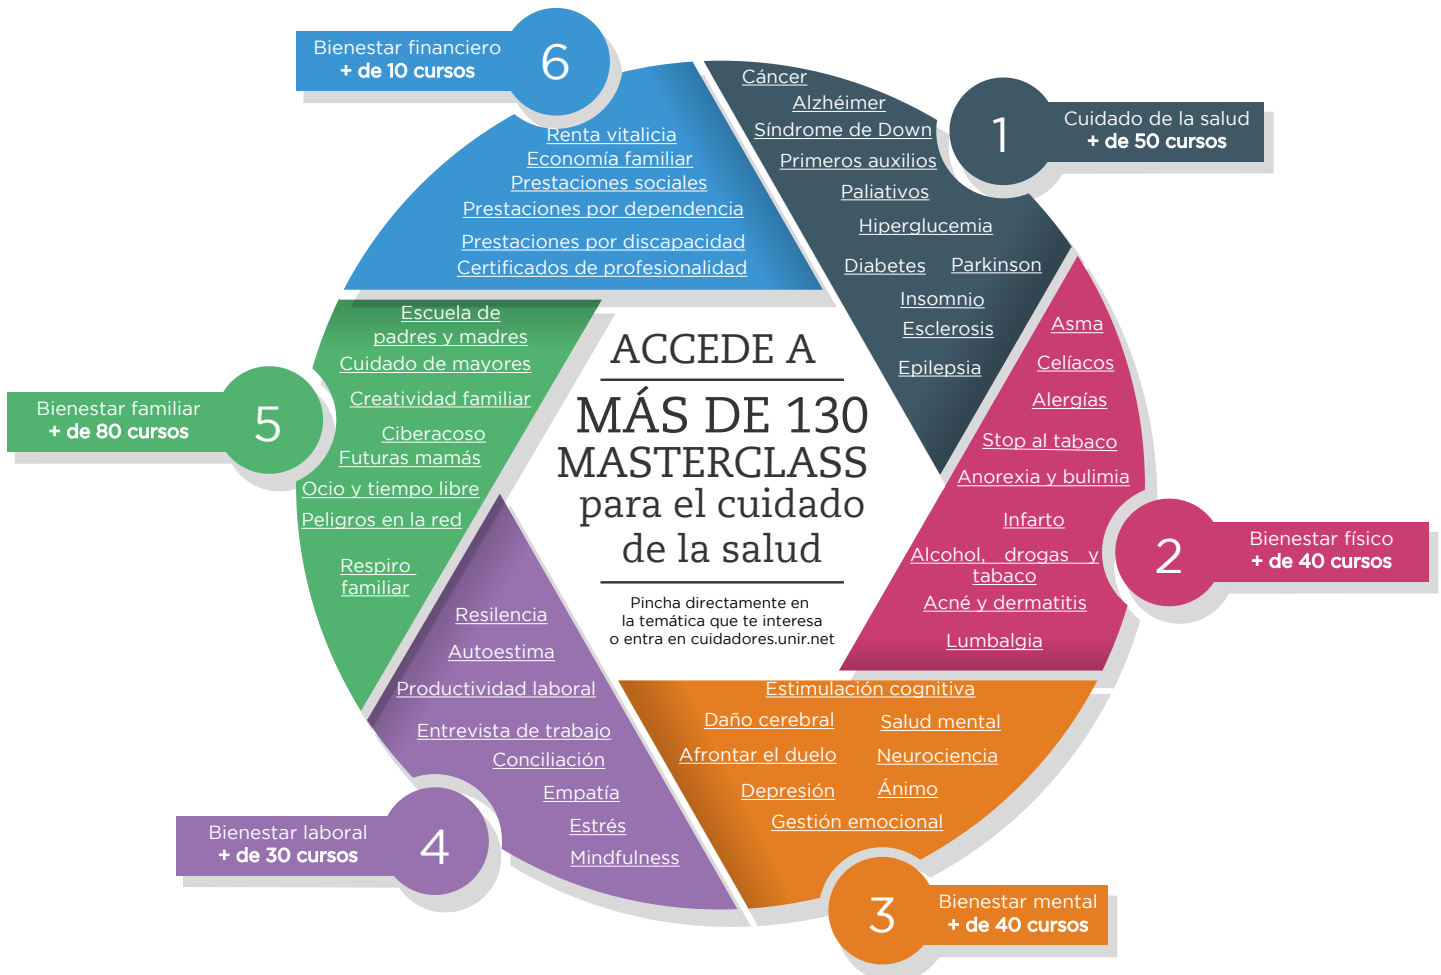 ACCEDE A
MÁS DE 130
MASTERCLASS
para el cuidado
de la salud
Pincha directamente en
la temática que te interesa
o entra en cuidadores.unir.net
1
Cuidado de la salud
+ de 50 cursos
Cáncer
Alzhéimer
Síndrome de Down
Primeros auxilios
Paliativos
Hiperglucemia
Diabetes Parkinson
Insomnio
Esclerosis
Epilepsia
2
Bienestar físico
+ de 40 cursos
Asma
Celíacos
Alergías
Stop al tabaco
Anorexia y bulimia
Infarto
Alcohol, drogas y
tabaco
Acné y dermatitis
Lumbalgia
3
Bienestar mental
+ de 40 cursos
Estimulación cognitiva
Daño cerebral Salud mental
Afrontar el duelo Neurociencia
Depresión Ánimo
Gestión emocional
4
Bienestar laboral
+ de 30 cursos
Resilencia
Autoestima
Productividad laboral
Entrevista de trabajo
Conciliación
Empatía
Estrés
Mindfulness
5
Bienestar familiar
+ de 80 cursos
Escuela de
padres y madres
Cuidado de mayores
Creatividad familiar
Ciberacoso
Futuras mamás
Ocio y tiempo libre
Peligros en la red
Respiro
familiar
6
Bienestar financiero
+ de 10 cursos
Renta vitalicia
Economía familiar
Prestaciones sociales
Prestaciones por dependencia
Prestaciones por discapacidad
Certificados de profesionalidad